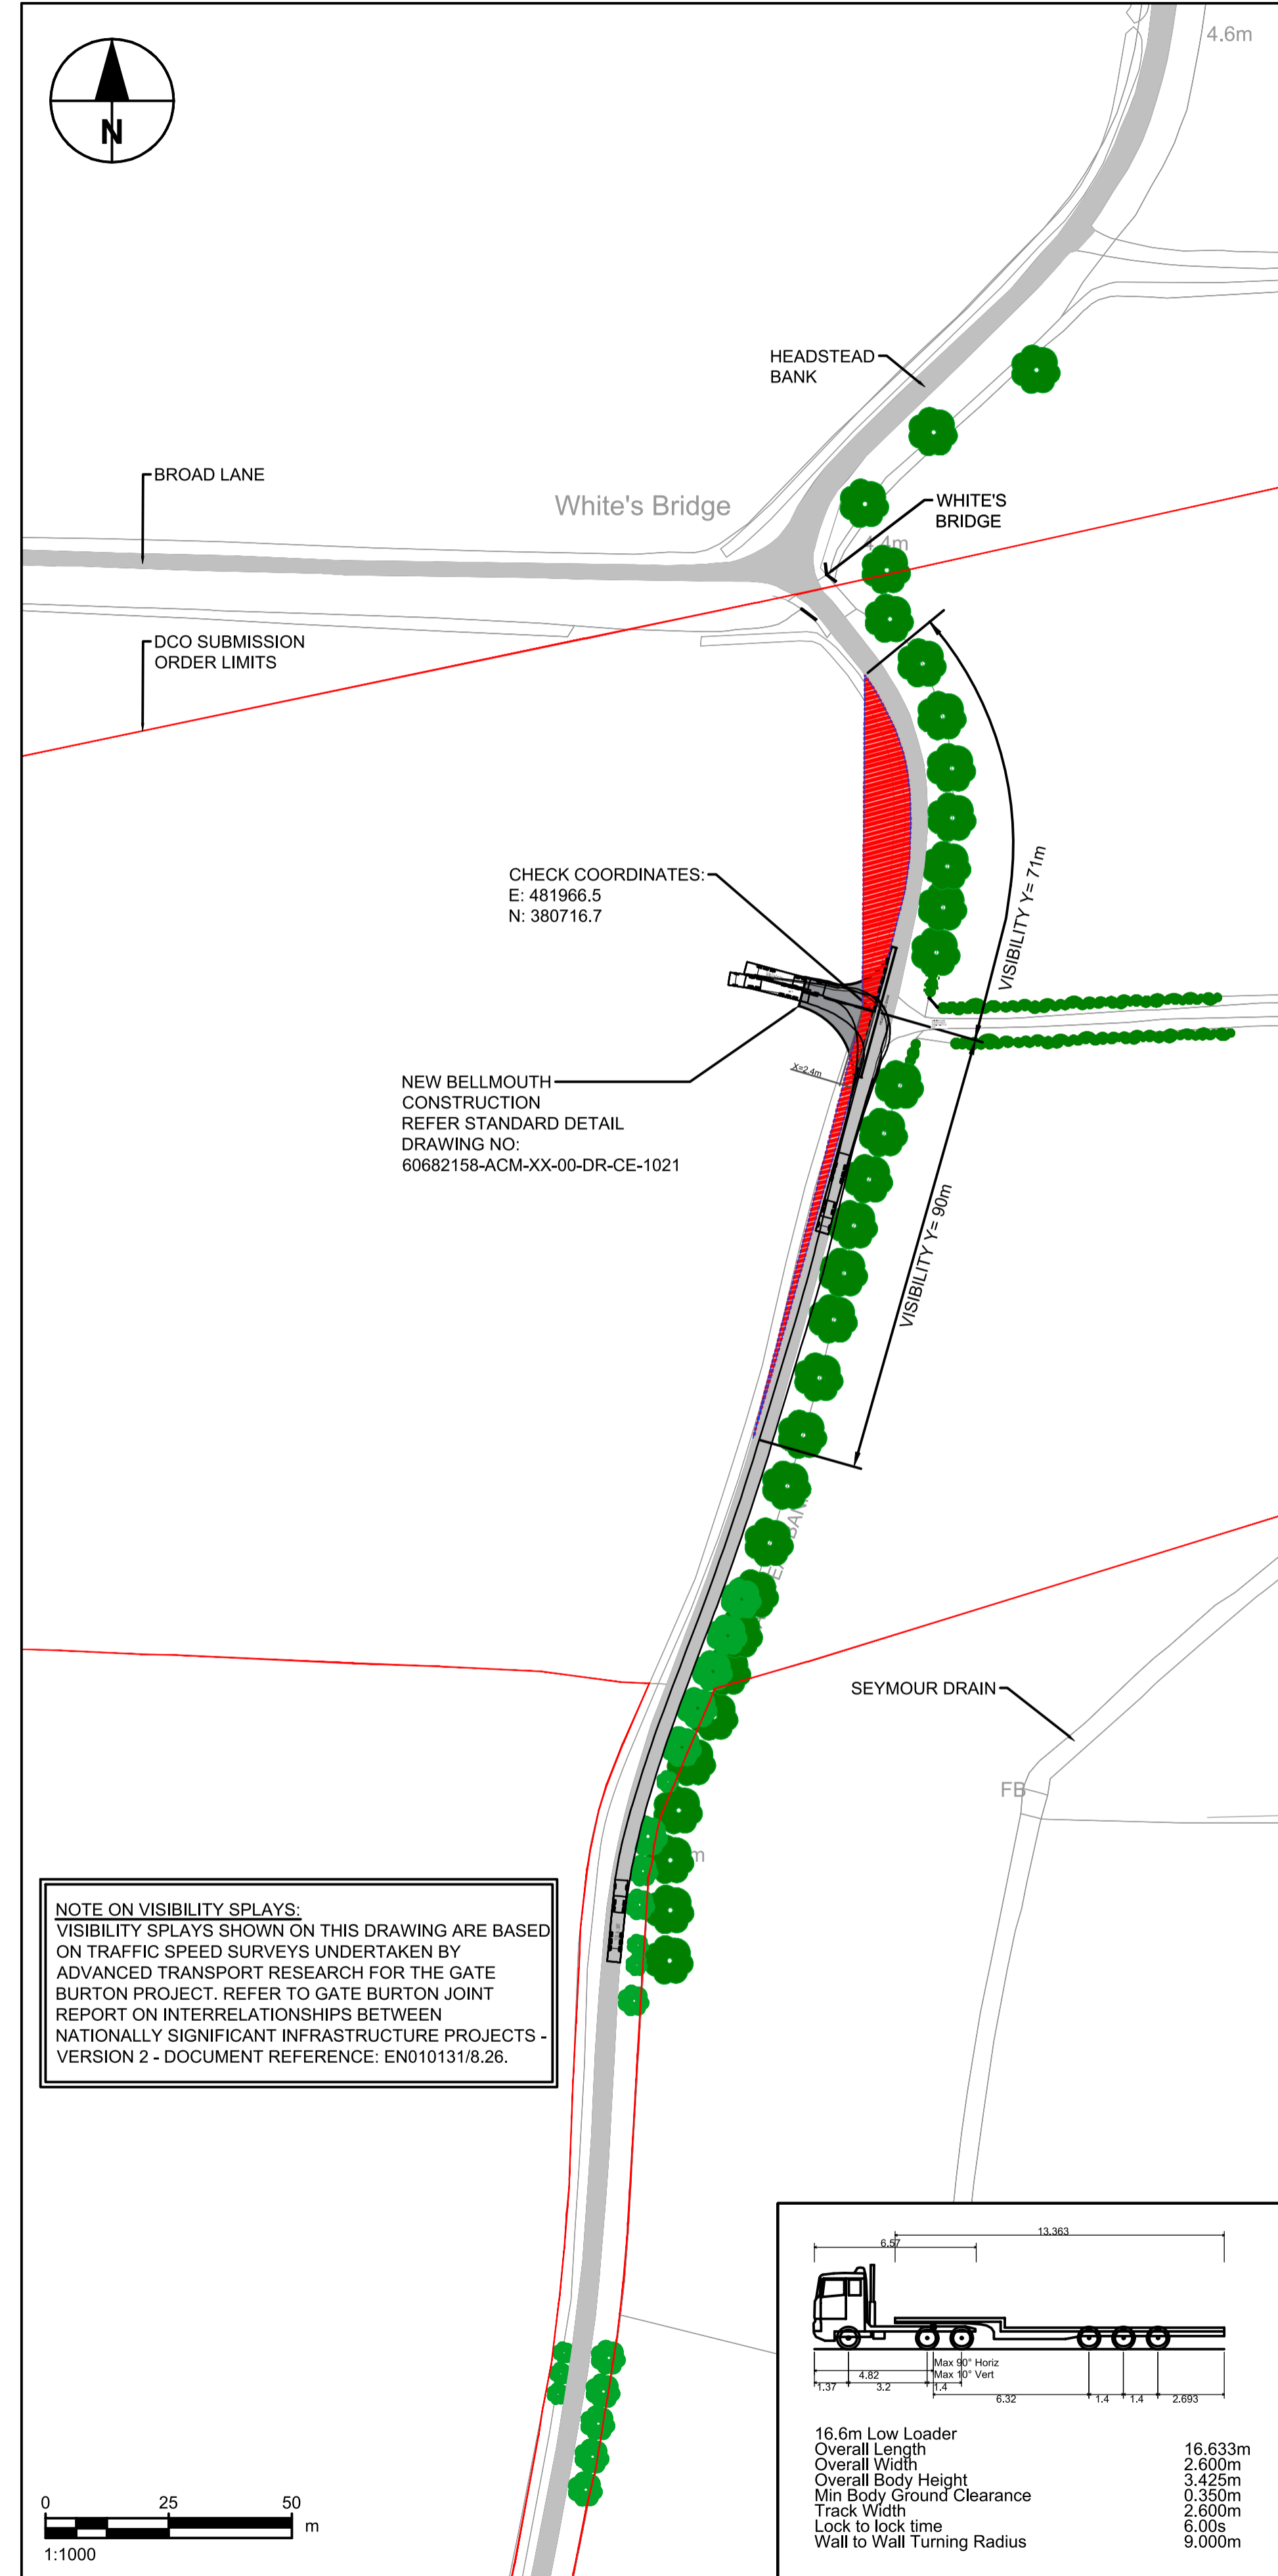 4.6m
N
HEADSTEAD
BANK
BROAD LANE
White's Bridge
WHITE'S
BRIDGE
4.4m
DCO SUBMISSION
ORDER LIMITS
VISIBILITY Y= 71m
CHECK COORDINATES:
E: 481966.5
N: 380716.7
X=2.4m
NEW BELLMOUTH
CONSTRUCTION
REFER STANDARD DETAIL
DRAWING NO:
60682158-ACM-XX-00-DR-CE-1021
VISIBILITY Y= 90m
SEYMOUR DRAIN
FB
m
NOTE ON VISIBILITY SPLAYS:
VISIBILITY SPLAYS SHOWN ON THIS DRAWING ARE BASED
ON TRAFFIC SPEED SURVEYS UNDERTAKEN BY
ADVANCED TRANSPORT RESEARCH FOR THE GATE
BURTON PROJECT. REFER TO GATE BURTON JOINT
REPORT ON INTERRELATIONSHIPS BETWEEN
NATIONALLY SIGNIFICANT INFRASTRUCTURE PROJECTS -
VERSION 2 - DOCUMENT REFERENCE: EN010131/8.26.
13.363
6.57
Max 90° Horiz
4.82 Max 10° Vert
1.37 3.2 1.4
6.32 1.4 1.4 2.693
16.6m Low Loader
Overall Length 16.633m
Overall Width 2.600m
Overall Body Height 3.425m
Min Body Ground Clearance 0.350m
Track Width 2.600m
Lock to lock time 6.00s
Wall to Wall Turning Radius 9.000m
0 25 50
m
1:1000